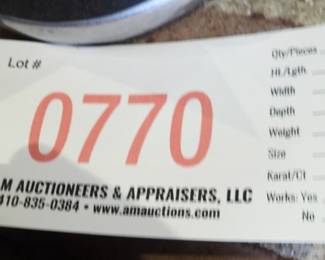 Lot #
0770
M AUCTIONEERS & APPRAISERS, LLC
410-835-0384 • www.amauctions.com
Qty/Pieces
Ht./Lgth
Width
Depth
Weight
Size
Karat/Ct
Works: Yes
No